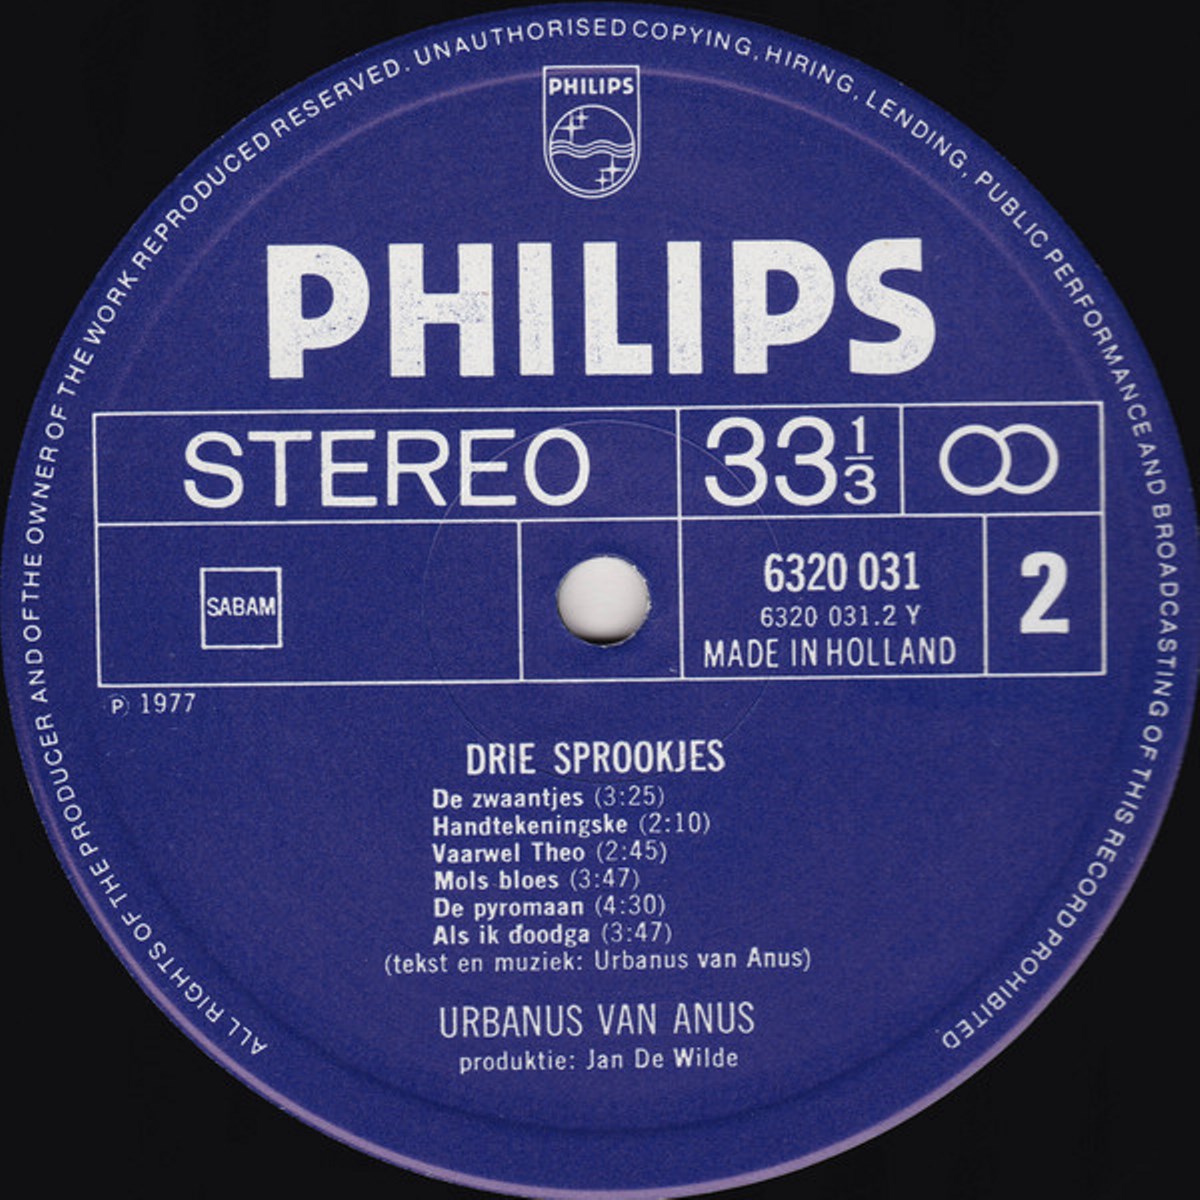 ALL RIGHTS OF THE PRODUCER AND OF THE OWNER OF THE WORK REPRODUCED RESERVED. UNAUTHORISED COPYING, HIRING, LENDING, PUBLIC PERFORMANCE AND BROADCASTING OF THIS RECORD PROHIBITED.
PHILIPS
PHILIPS
STEREO
33 1/3
SABAM
6320 031
6320 031.2 Y
MADE IN HOLLAND
2
Ⓟ 1977
DRIE SPROOKJES
De zwaantjes (3:25)
Handtekeningske (2:10)
Vaarwel Theo (2:45)
Mols bloes (3:47)
De pyromaan (4:30)
Als ik doodga (3:47)
(tekst en muziek: Urbanus van Anus)
URBANUS VAN ANUS
produktie: Jan De Wilde